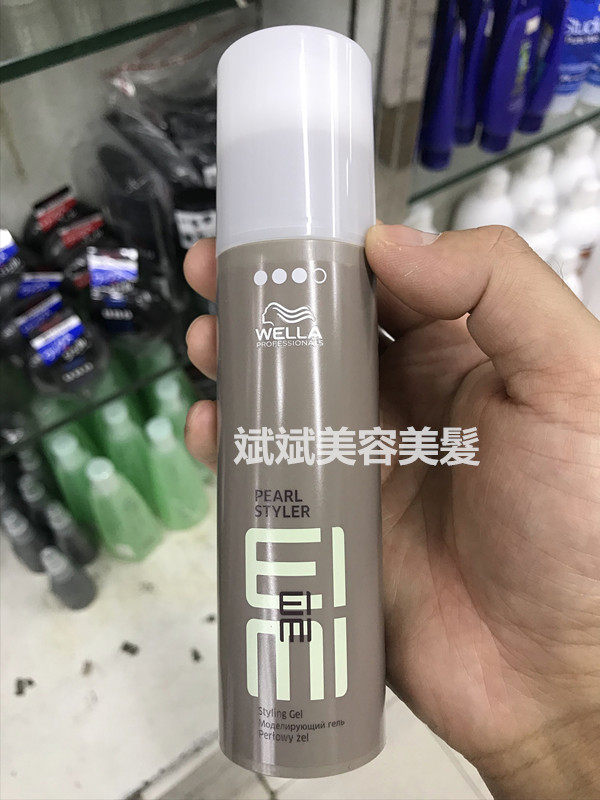 WELLA
PROFESSIONALS
斌斌美容美髮
PEARL
STYLER
EIMI
Styling Gel
Моделирующий гель
Perłowy żel